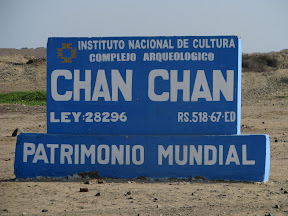 INSTITUTO NACIONAL DE CULTURA
COMPLEJO ARQUEOLOGICO
CHAN CHAN
LEY-28296 RS.518-67-ED
PATRIMONIO MUNDIAL